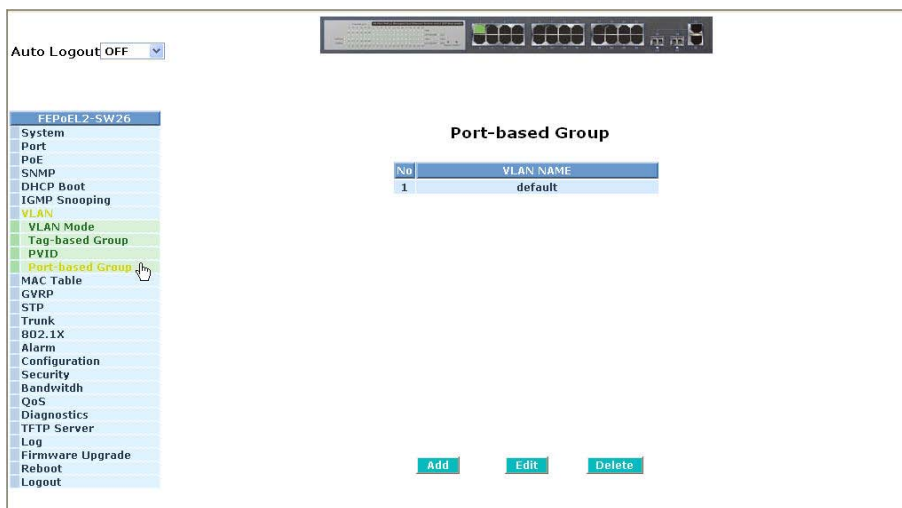 Auto Logout OFF
FEPoEL2-SW26
System
Port
PoE
SNMP
DHCP Boot
IGMP Snooping
VLAN
VLAN Mode
Tag-based Group
PVID
Port-based Group
MAC Table
GVRP
STP
Trunk
802.1X
Alarm
Configuration
Security
Bandwitdh
QoS
Diagnostics
TFTP Server
Log
Firmware Upgrade
Reboot
Logout
Port-based Group
No VLAN NAME
1 default
Add Edit Delete